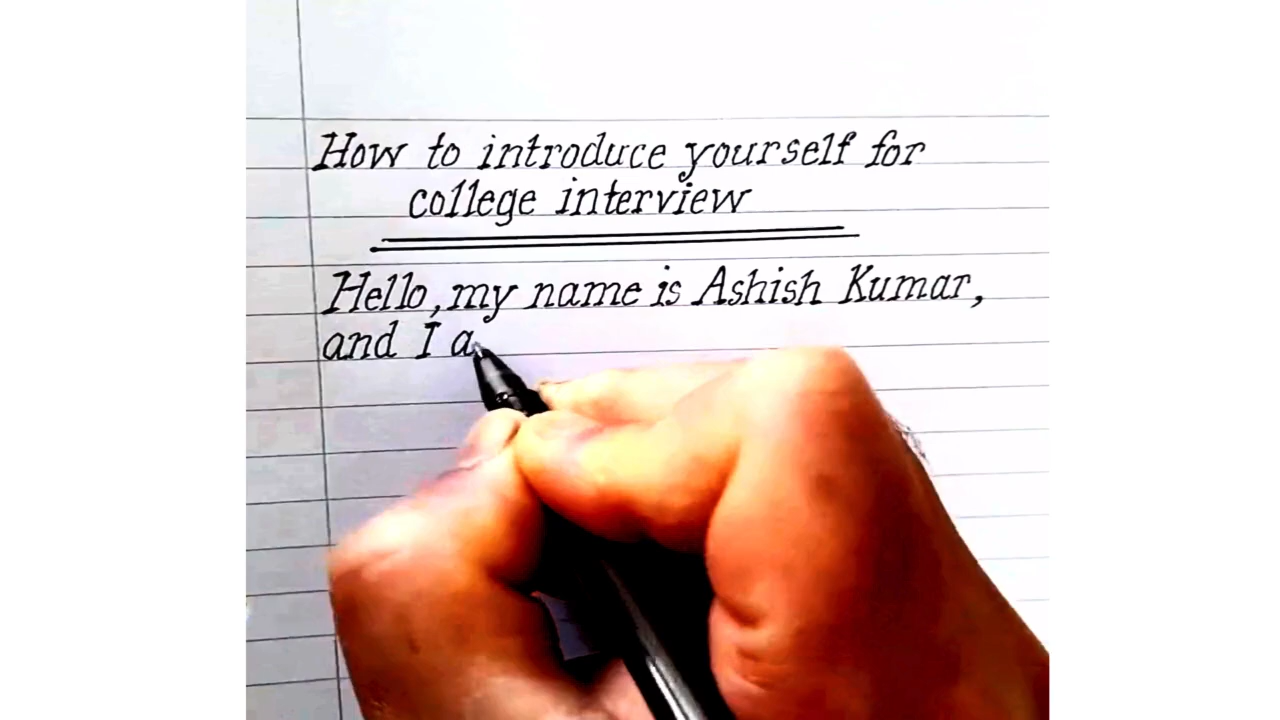 How to introduce yourself for
college interview
Hello, my name is Ashish Kumar,
and I a